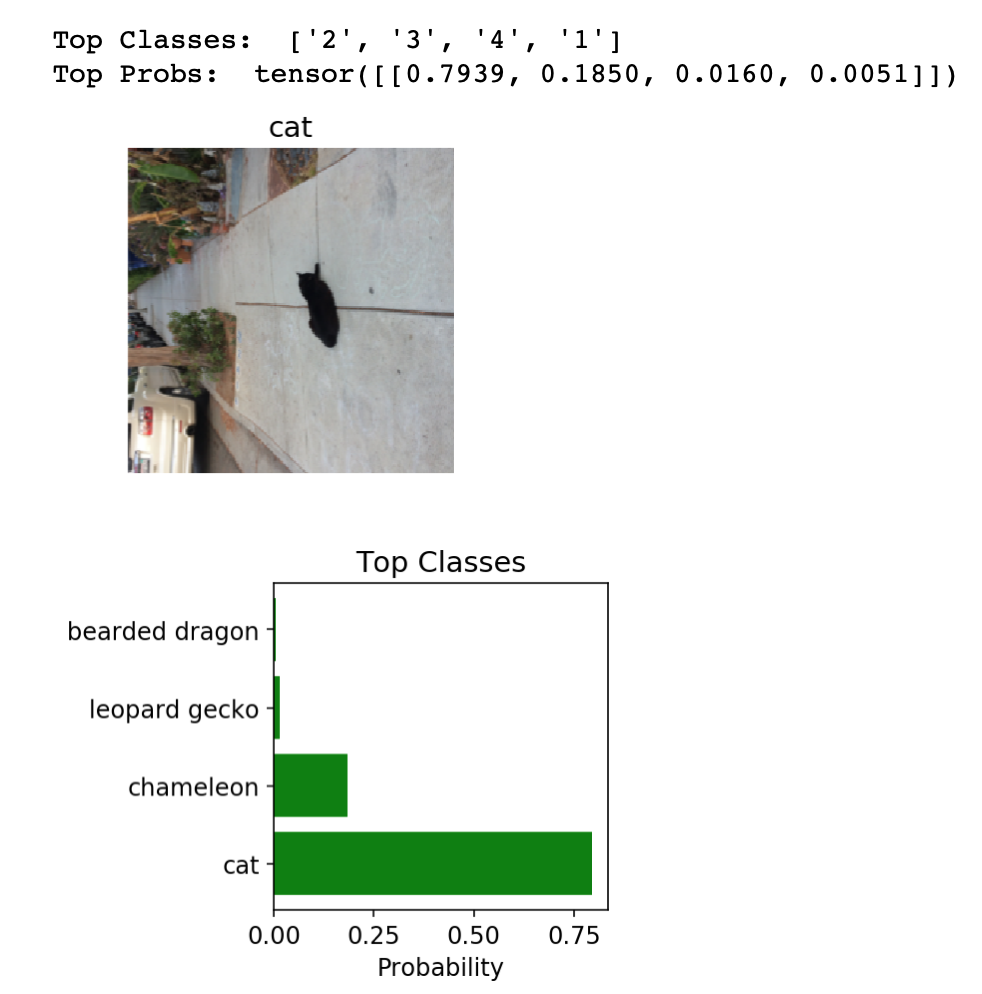 Top Classes:  ['2', '3', '4', '1']
Top Probs:  tensor([[0.7939, 0.1850, 0.0160, 0.0051]])
cat
Top Classes
bearded dragon
leopard gecko
chameleon
cat
0.00 0.25 0.50 0.75
Probability